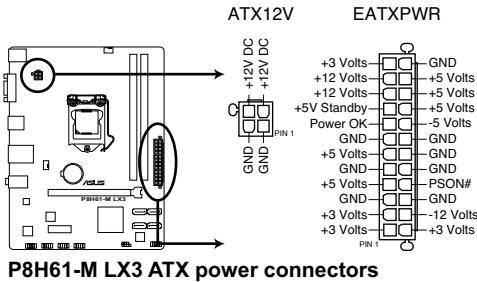 ATX12V
EATXPWR
+12V DC
+12V DC
GND
GND
PIN 1
+3 Volts GND
+12 Volts +5 Volts
+12 Volts +5 Volts
+5V Standby +5 Volts
Power OK -5 Volts
GND GND
+5 Volts GND
GND GND
+5 Volts PSON#
GND GND
+3 Volts -12 Volts
+3 Volts +3 Volts
PIN 1
ASUS
P8H61-M LX3
P8H61-M LX3 ATX power connectors